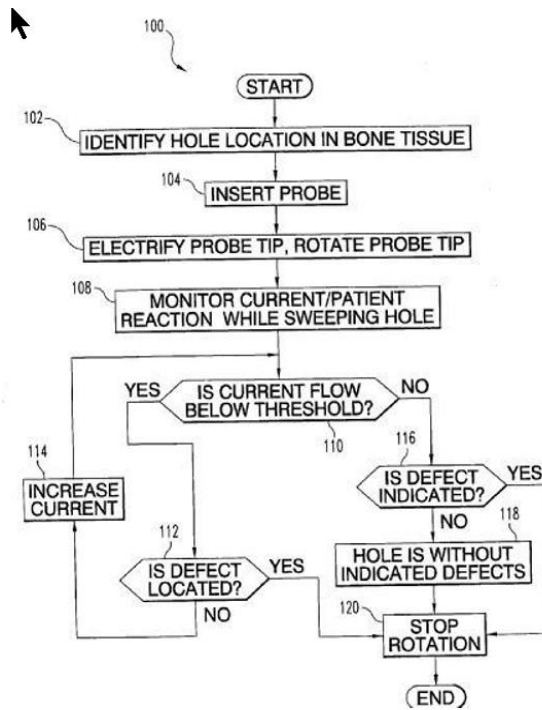 100
START
102
IDENTIFY HOLE LOCATION IN BONE TISSUE
104
INSERT PROBE
106
ELECTRIFY PROBE TIP, ROTATE PROBE TIP
108
MONITOR CURRENT/PATIENT
REACTION WHILE SWEEPING HOLE
YES
IS CURRENT FLOW
BELOW THRESHOLD?
NO
110
114
INCREASE
CURRENT
116
IS DEFECT
INDICATED?
YES
NO
112
IS DEFECT
LOCATED?
YES
NO
118
HOLE IS WITHOUT
INDICATED DEFECTS
120
STOP
ROTATION
END